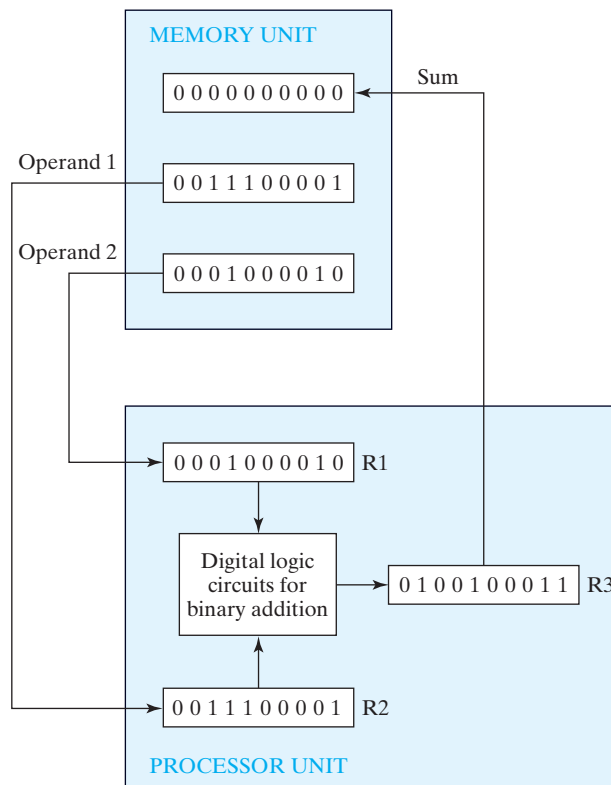 MEMORY UNIT
0 0 0 0 0 0 0 0 0 0
Sum
Operand 1
0 0 1 1 1 0 0 0 0 1
Operand 2
0 0 0 1 0 0 0 0 1 0
0 0 0 1 0 0 0 0 1 0 R1
Digital logic
circuits for
binary addition
0 1 0 0 1 0 0 0 1 1 R3
0 0 1 1 1 0 0 0 0 1 R2
PROCESSOR UNIT